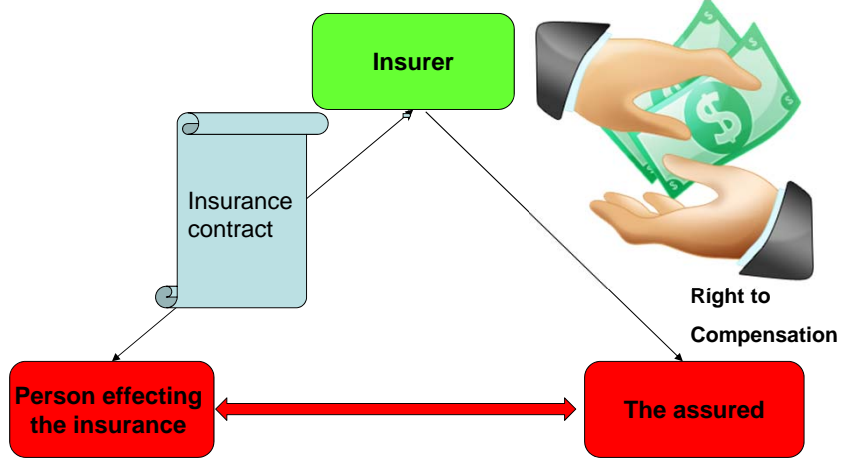 Insurer
Insurance
contract
Right to
Compensation
Person effecting
the insurance
The assured
$
$
$